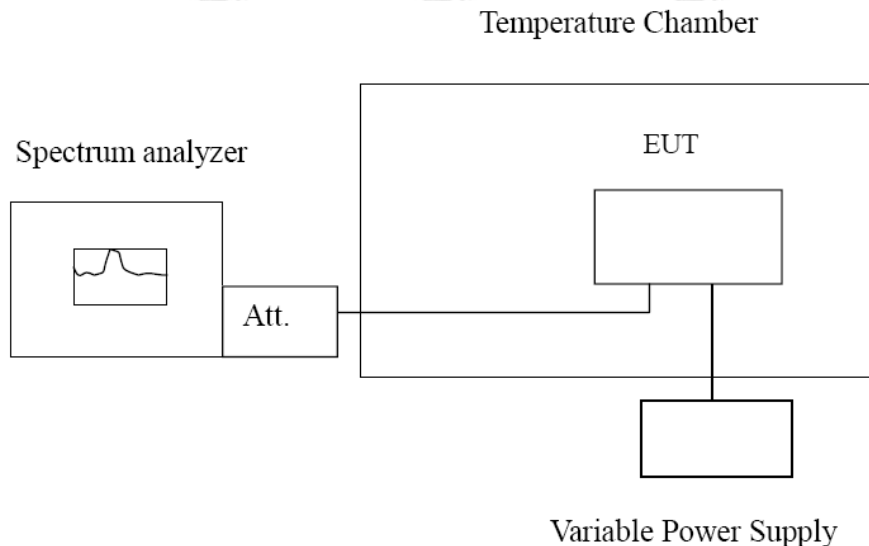 Temperature Chamber
Spectrum analyzer
EUT
Att.
Variable Power Supply